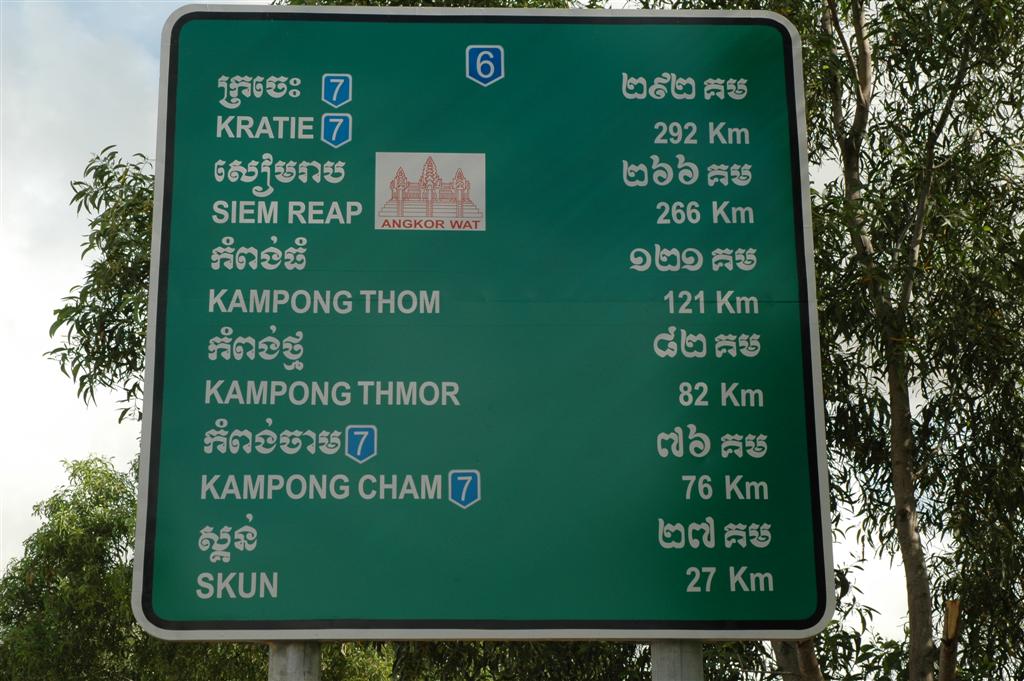 6
ក្រចេះ 7 ២៩២ គម
KRATIE 7 292 Km
សៀមរាប ២៦៦ គម
SIEM REAP 266 Km
ANGKOR WAT
កំពង់ធំ ១២១ គម
KAMPONG THOM 121 Km
កំពង់ថ្ម ៨២ គម
KAMPONG THMOR 82 Km
កំពង់ចាម 7 ៧៦ គម
KAMPONG CHAM 7 76 Km
ស្គន់ ២៧ គម
SKUN 27 Km